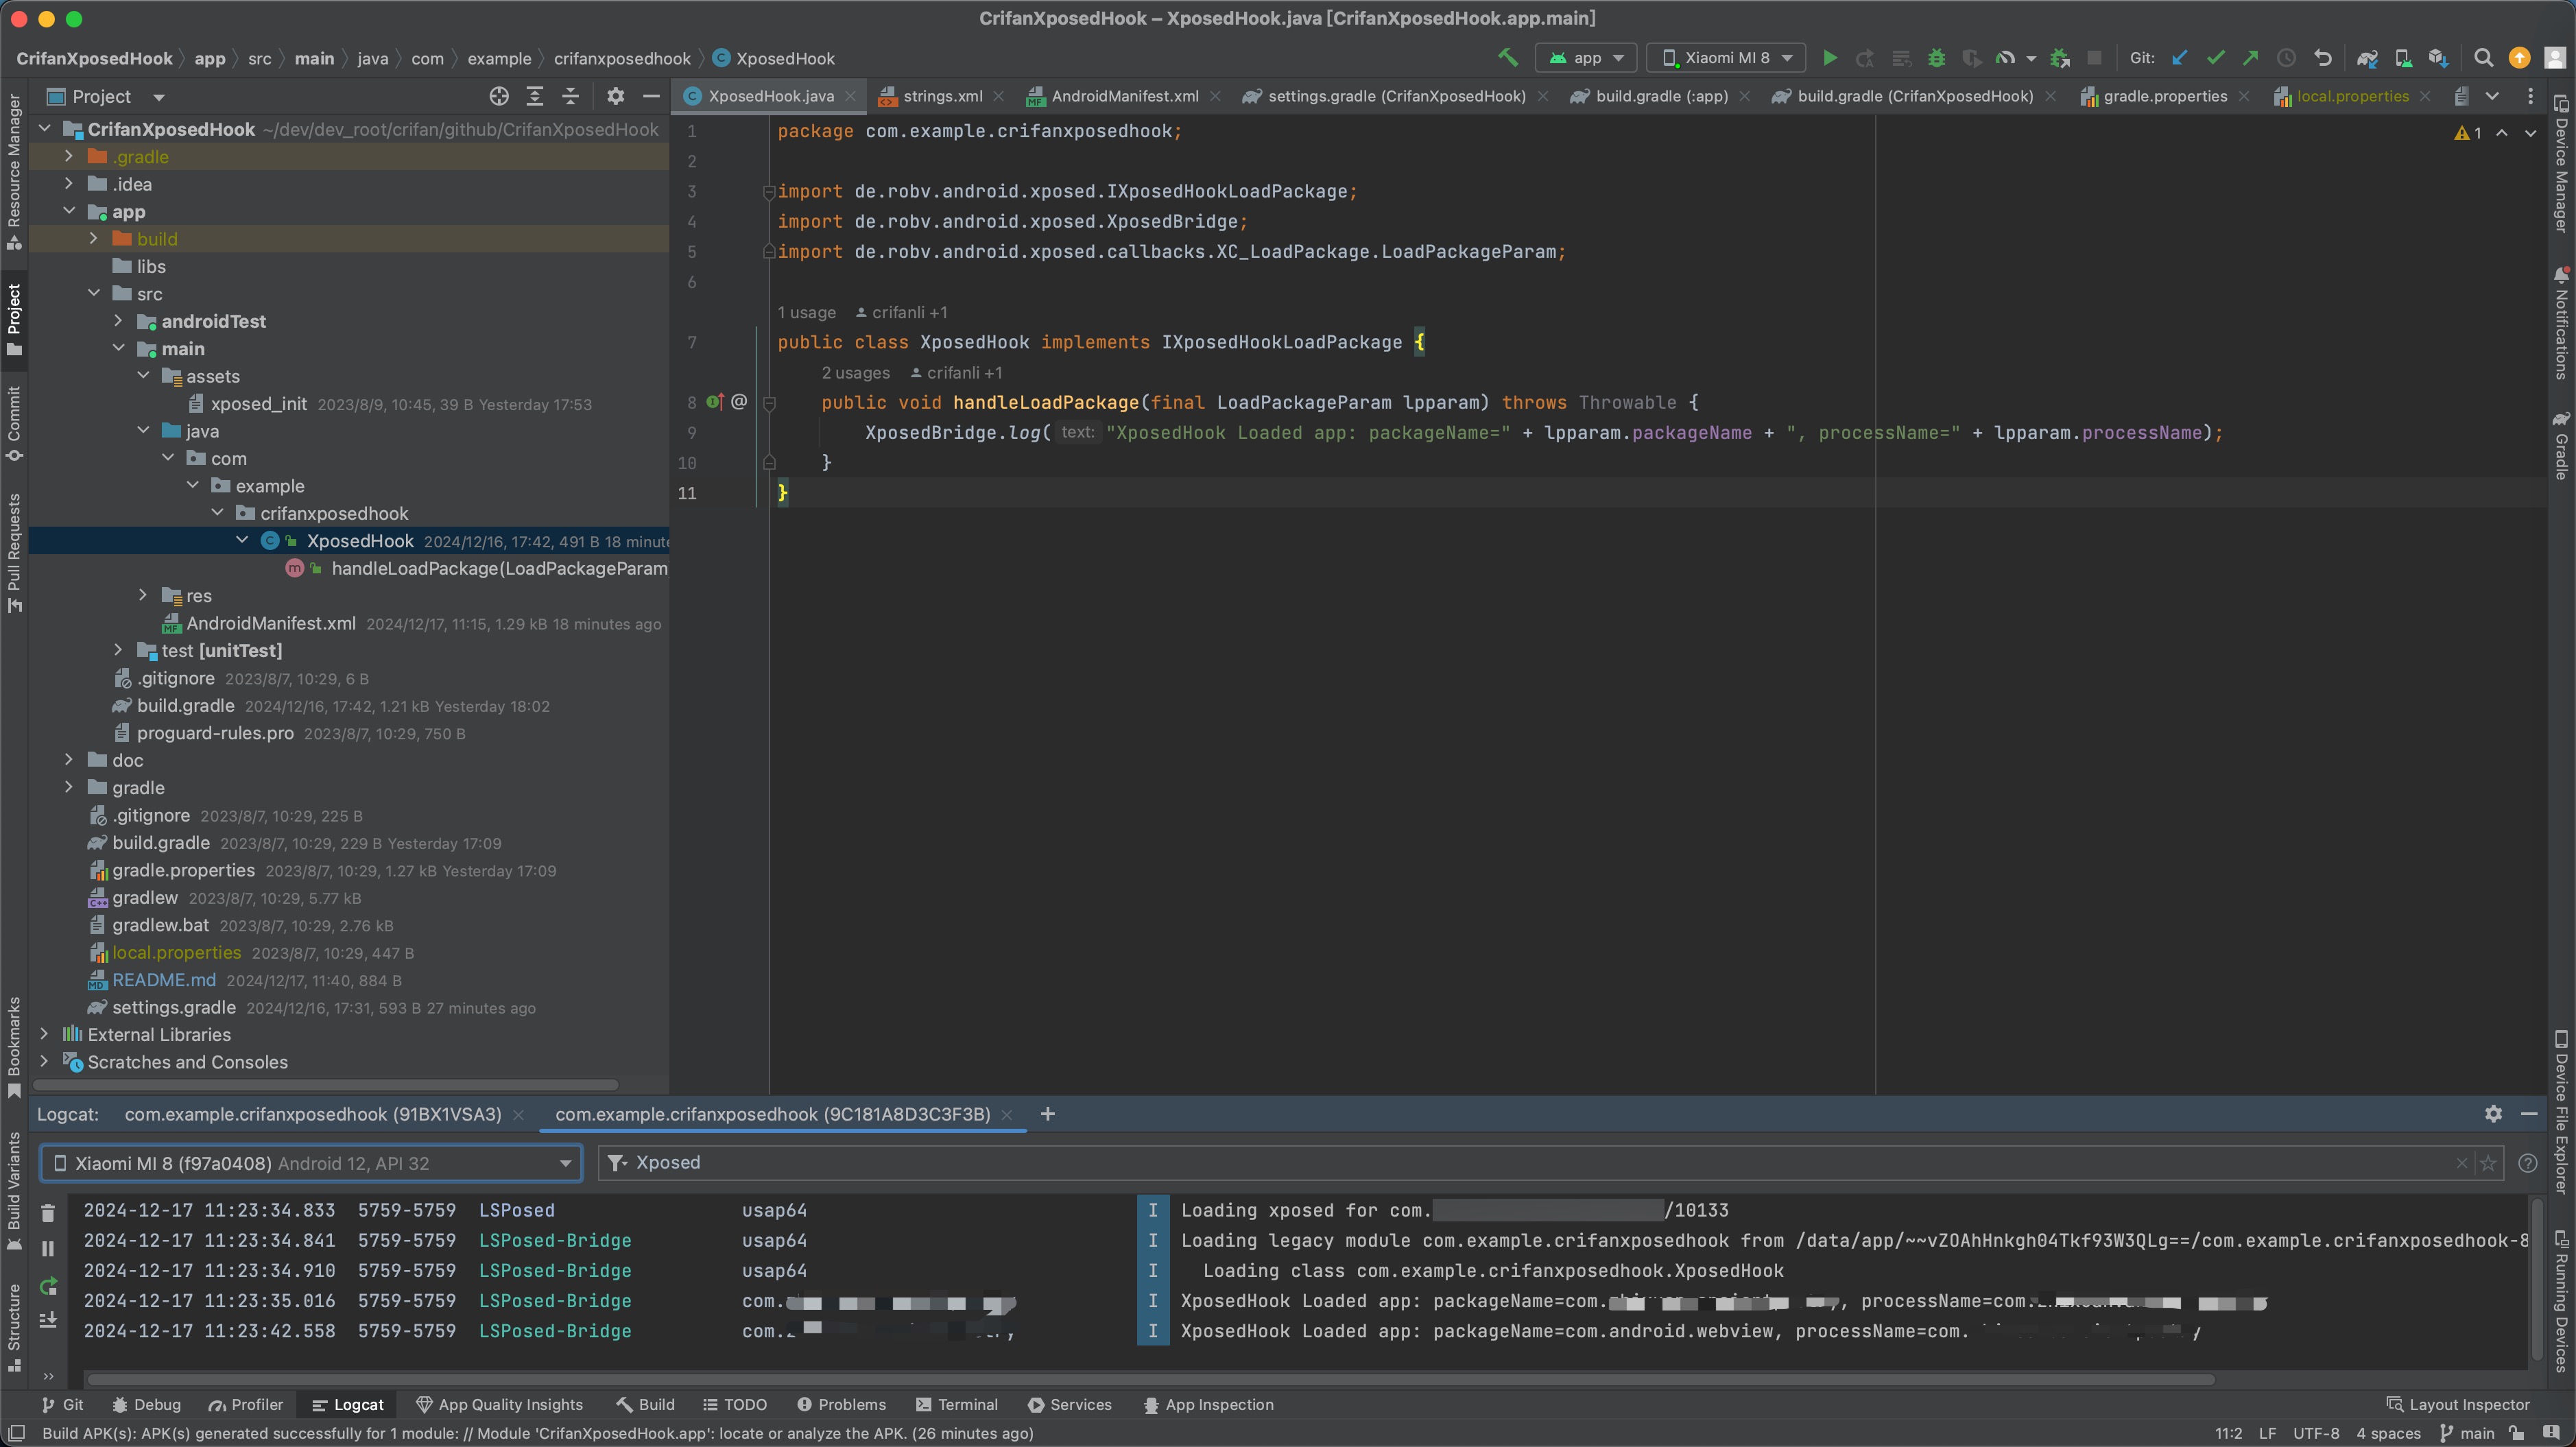 CrifanXposedHook – XposedHook.java [CrifanXposedHook.app.main]
CrifanXposedHook app src main java com example crifanxposedhook XposedHook
app Xiaomi MI 8 Git:
Project
XposedHook.java strings.xml AndroidManifest.xml settings.gradle (CrifanXposedHook) build.gradle (:app) build.gradle (CrifanXposedHook) gradle.properties local.properties
Resource Manager
Project
Commit
Pull Requests
Bookmarks
Build Variants
Structure
CrifanXposedHook ~/dev/dev_root/crifan/github/CrifanXposedHook
.gradle
.idea
app
build
libs
src
androidTest
main
assets
xposed_init 2023/8/9, 10:45, 39 B Yesterday 17:53
java
com
example
crifanxposedhook
XposedHook 2024/12/16, 17:42, 491 B 18 minute
handleLoadPackage(LoadPackageParam
res
AndroidManifest.xml 2024/12/17, 11:15, 1.29 kB 18 minutes ago
test [unitTest]
.gitignore 2023/8/7, 10:29, 6 B
build.gradle 2024/12/16, 17:42, 1.21 kB Yesterday 18:02
proguard-rules.pro 2023/8/7, 10:29, 750 B
doc
gradle
.gitignore 2023/8/7, 10:29, 225 B
build.gradle 2023/8/7, 10:29, 229 B Yesterday 17:09
gradle.properties 2023/8/7, 10:29, 1.27 kB Yesterday 17:09
gradlew 2023/8/7, 10:29, 5.77 kB
gradlew.bat 2023/8/7, 10:29, 2.76 kB
local.properties 2023/8/7, 10:29, 447 B
README.md 2024/12/17, 11:40, 884 B
settings.gradle 2024/12/16, 17:31, 593 B 27 minutes ago
External Libraries
Scratches and Consoles
1 package com.example.crifanxposedhook;
2
3 import de.robv.android.xposed.IXposedHookLoadPackage;
4 import de.robv.android.xposed.XposedBridge;
5 import de.robv.android.xposed.callbacks.XC_LoadPackage.LoadPackageParam;
6
1 usage crifanli +1
7 public class XposedHook implements IXposedHookLoadPackage {
2 usages crifanli +1
8 @ public void handleLoadPackage(final LoadPackageParam lpparam) throws Throwable {
9 XposedBridge.log( text: "XposedHook Loaded app: packageName=" + lpparam.packageName + ", processName=" + lpparam.processName);
10 }
11 }
1
Device Manager
Notifications
Gradle
Device File Explorer
Running Devices
Logcat: com.example.crifanxposedhook (91BX1VSA3) com.example.crifanxposedhook (9C181A8D3C3F3B) +
Xiaomi MI 8 (f97a0408) Android 12, API 32 Xposed
2024-12-17 11:23:34.833 5759-5759 LSPosed usap64 I Loading xposed for com. /10133
2024-12-17 11:23:34.841 5759-5759 LSPosed-Bridge usap64 I Loading legacy module com.example.crifanxposedhook from /data/app/~~vZOAhHnkgh04Tkf93W3QLg==/com.example.crifanxposedhook-8
2024-12-17 11:23:34.910 5759-5759 LSPosed-Bridge usap64 I Loading class com.example.crifanxposedhook.XposedHook
2024-12-17 11:23:35.016 5759-5759 LSPosed-Bridge com. I XposedHook Loaded app: packageName=com. , processName=com.
2024-12-17 11:23:42.558 5759-5759 LSPosed-Bridge com. I XposedHook Loaded app: packageName=com.android.webview, processName=com.
Git Debug Profiler Logcat App Quality Insights Build TODO Problems Terminal Services App Inspection Layout Inspector
Build APK(s): APK(s) generated successfully for 1 module: // Module 'CrifanXposedHook.app': locate or analyze the APK. (26 minutes ago) 11:2 LF UTF-8 4 spaces main